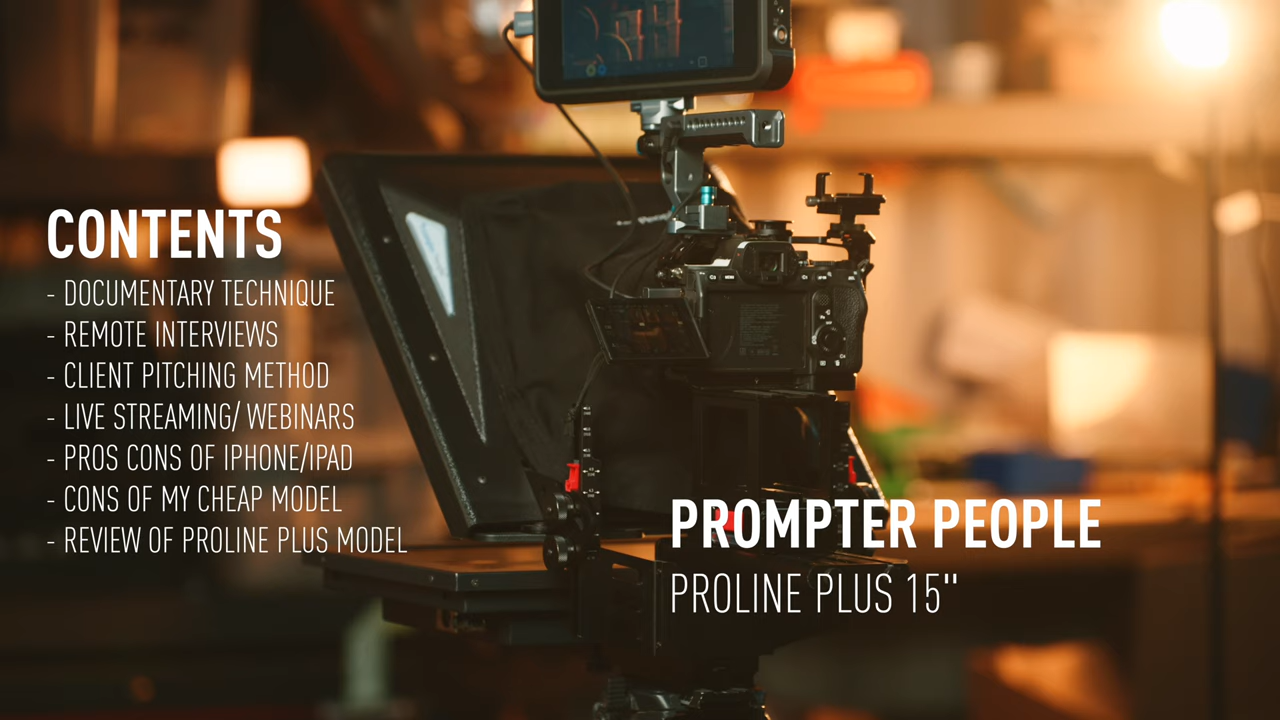 CONTENTS
- DOCUMENTARY TECHNIQUE
- REMOTE INTERVIEWS
- CLIENT PITCHING METHOD
- LIVE STREAMING/ WEBINARS
- PROS CONS OF IPHONE/IPAD
- CONS OF MY CHEAP MODEL
- REVIEW OF PROLINE PLUS MODEL
PROMPTER PEOPLE
PROLINE PLUS 15"